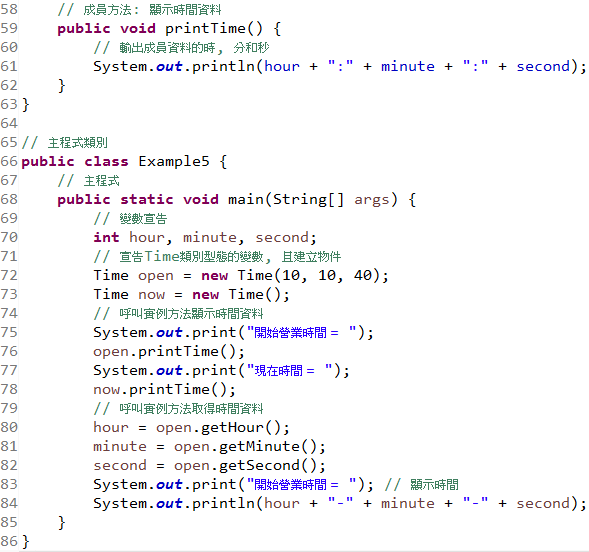 58 // 成員方法: 顯示時間資料
59 public void printTime() {
60 // 輸出成員資料的時, 分和秒
61 System.out.println(hour + ":" + minute + ":" + second);
62 }
63 }
64
65 // 主程式類別
66 public class Example5 {
67 // 主程式
68 public static void main(String[] args) {
69 // 變數宣告
70 int hour, minute, second;
71 // 宣告Time類別型態的變數, 且建立物件
72 Time open = new Time(10, 10, 40);
73 Time now = new Time();
74 // 呼叫實例方法顯示時間資料
75 System.out.print("開始營業時間 = ");
76 open.printTime();
77 System.out.print("現在時間 = ");
78 now.printTime();
79 // 呼叫實例方法取得時間資料
80 hour = open.getHour();
81 minute = open.getMinute();
82 second = open.getSecond();
83 System.out.print("開始營業時間 = "); // 顯示時間
84 System.out.println(hour + "-" + minute + "-" + second);
85 }
86 }